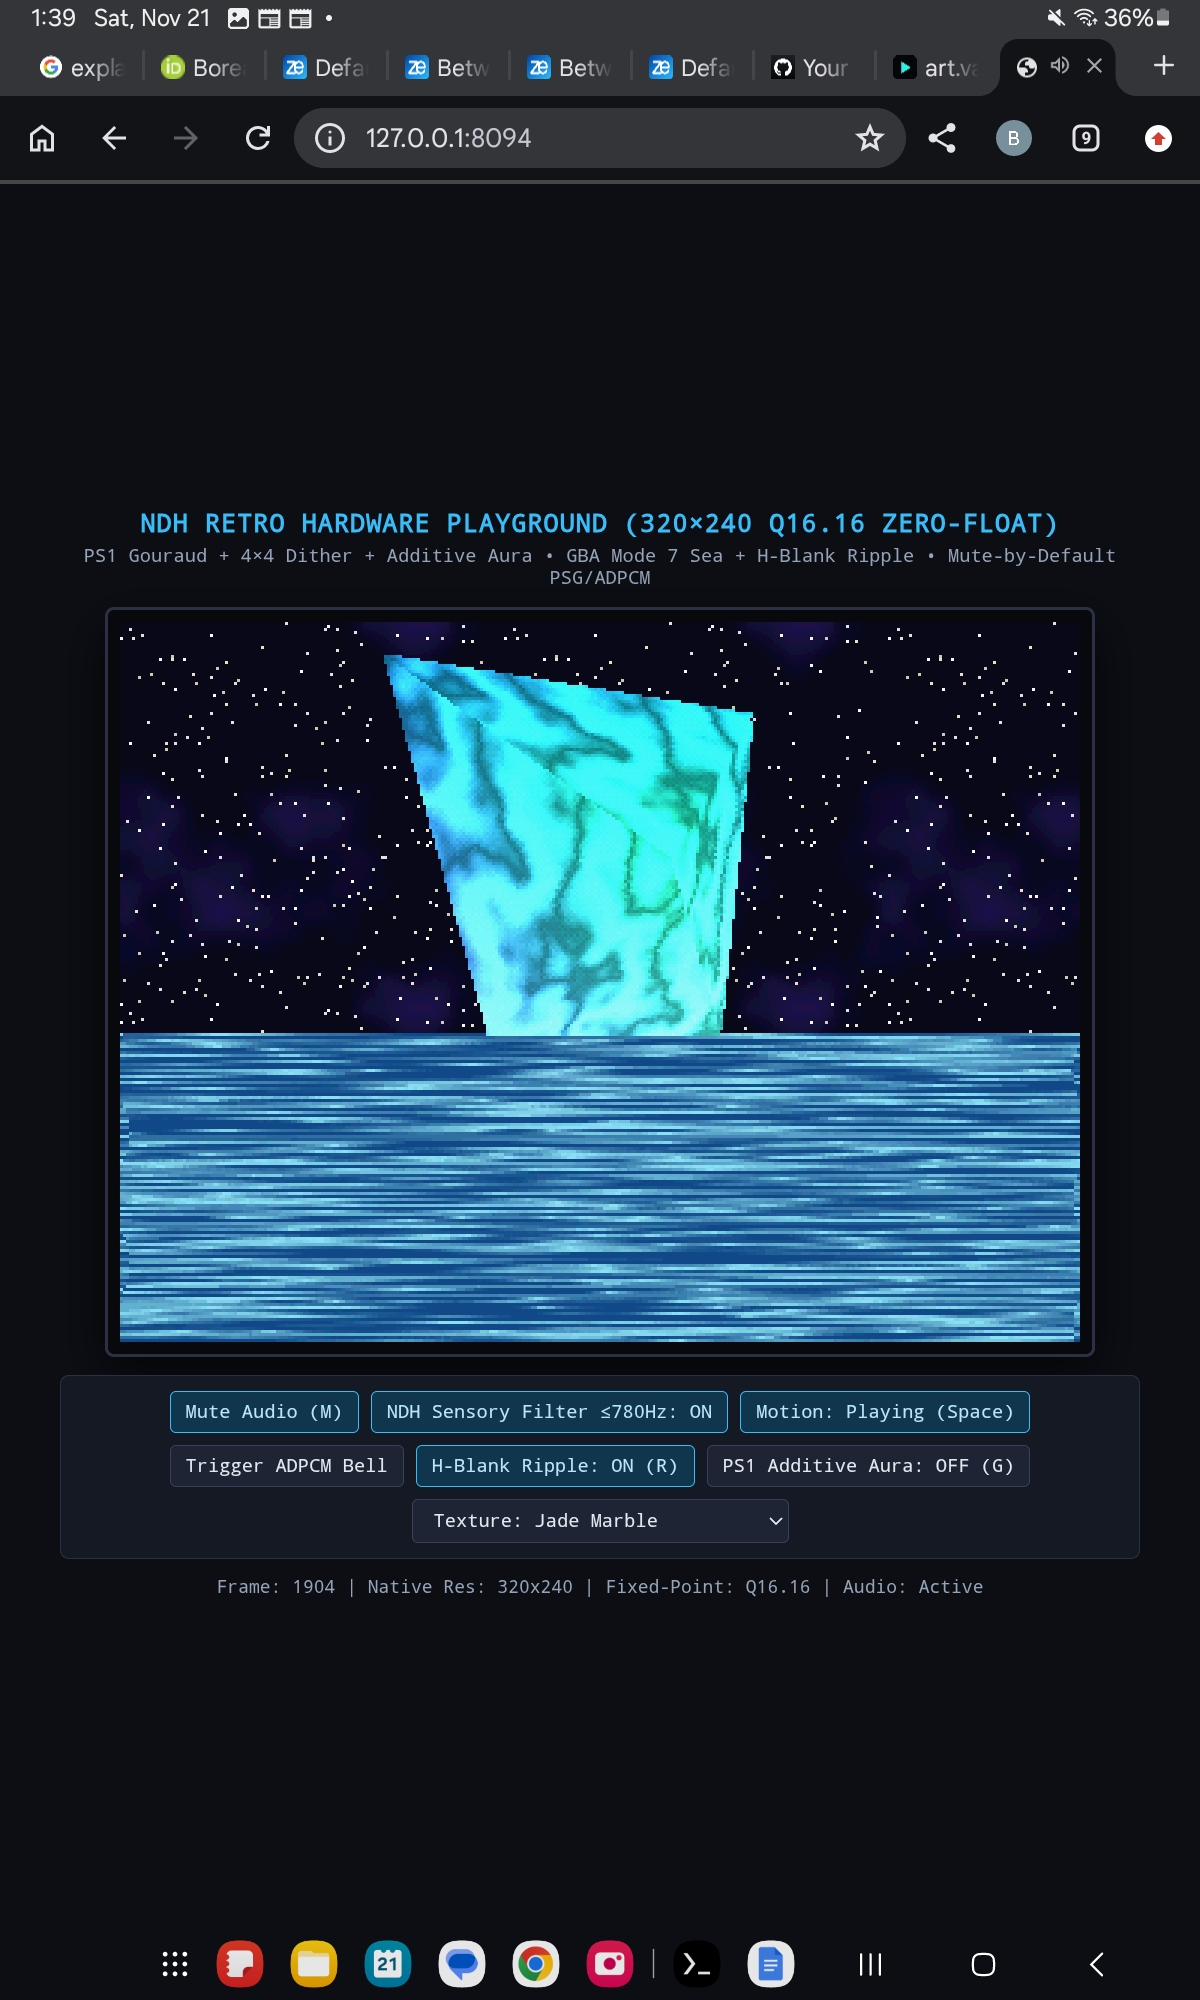 1:39 Sat, Nov 21 36%
expla Bore Defa Betw Betw Defa Your art.va
127.0.0.1:8094 B 9
NDH RETRO HARDWARE PLAYGROUND (320×240 Q16.16 ZERO-FLOAT)
PS1 Gouraud + 4×4 Dither + Additive Aura • GBA Mode 7 Sea + H-Blank Ripple • Mute-by-Default
PSG/ADPCM
Mute Audio (M) NDH Sensory Filter ≤780Hz: ON Motion: Playing (Space)
Trigger ADPCM Bell H-Blank Ripple: ON (R) PS1 Additive Aura: OFF (G)
Texture: Jade Marble
Frame: 1904 | Native Res: 320x240 | Fixed-Point: Q16.16 | Audio: Active
21